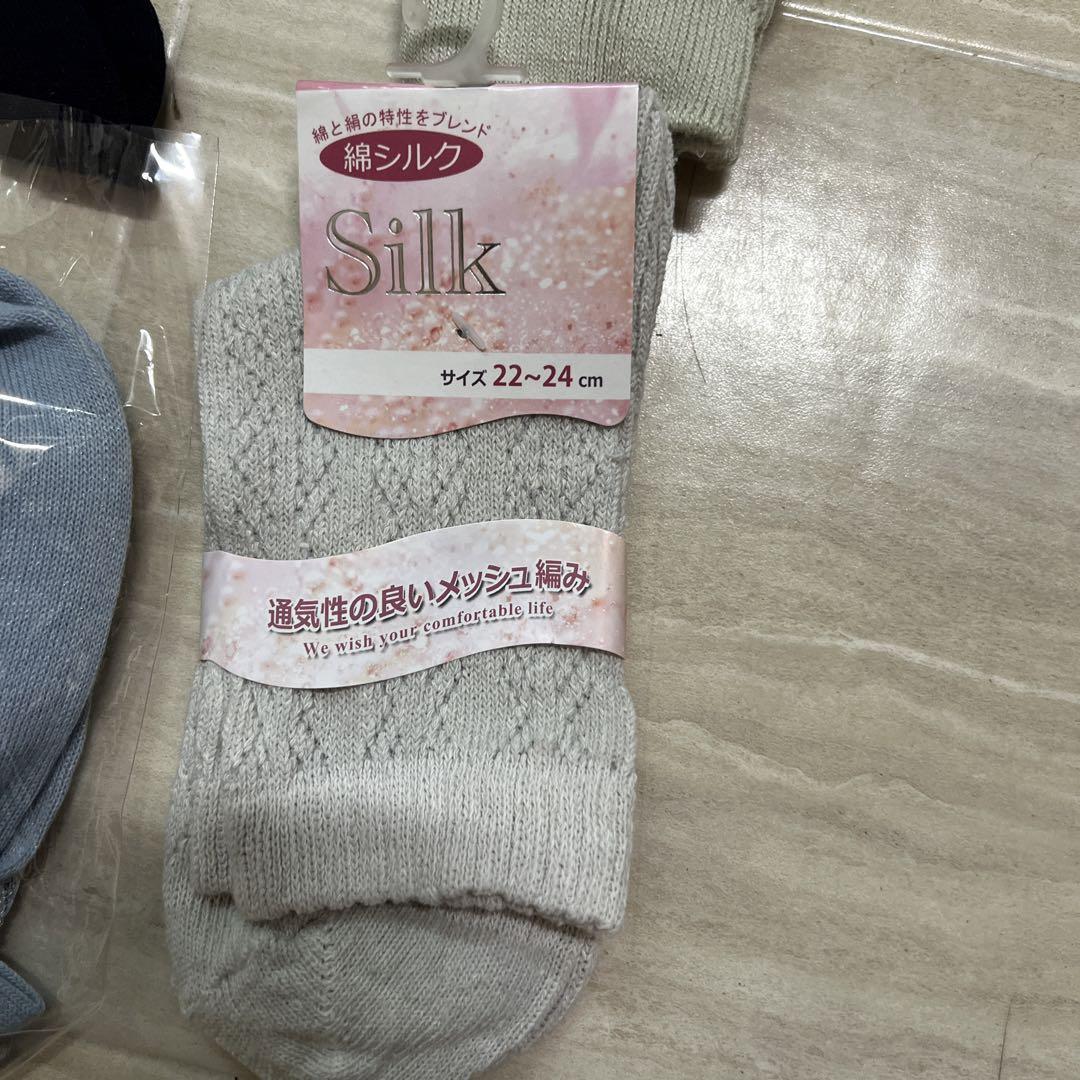 綿と絹の特性をブレンド
綿シルク
Silk
サイズ 22~24 cm
通気性の良いメッシュ編み
We wish your comfortable life